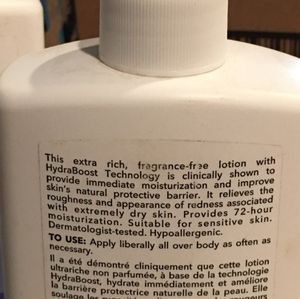 This extra rich, fragrance-free lotion with
HydraBoost Technology is clinically shown to
provide immediate moisturization and improve
skin's natural protective barrier. It relieves the
roughness and appearance of redness associated
with extremely dry skin. Provides 72-hour
moisturization. Suitable for sensitive skin.
Dermatologist-tested. Hypoallergenic.
TO USE: Apply liberally all over body as often as
necessary.
Il a été démontré cliniquement que cette lotion
ultrariche non parfumée, à base de la technologie
HydraBoost, hydrate immédiatement et améliore
la barrière protectrice naturelle de la peau. Elle
soulage les